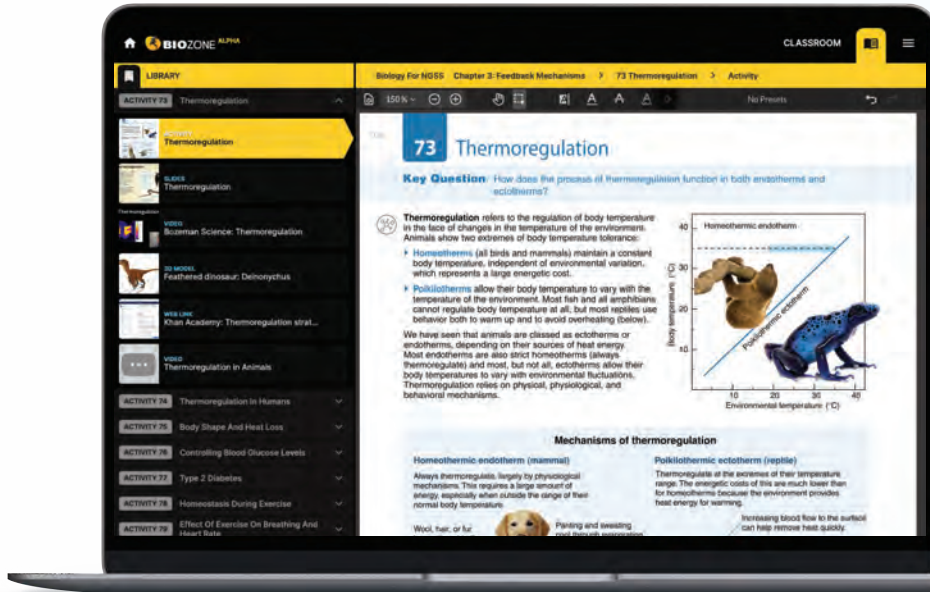 BIOZONE ALPHA
CLASSROOM
LIBRARY
Biology For NGSS Chapter 3: Feedback Mechanisms > 73 Thermoregulation > Activity
ACTIVITY 73 Thermoregulation
150%
No Presets
ACTIVITY
Thermoregulation
SLIDES
Thermoregulation
VIDEO
Bozeman Science: Thermoregulation
3D MODEL
Feathered dinosaur: Deinonychus
WEB LINK
Khan Academy: Thermoregulation strat...
VIDEO
Thermoregulation in Animals
ACTIVITY 74 Thermoregulation In Humans
ACTIVITY 75 Body Shape And Heat Loss
ACTIVITY 76 Controlling Blood Glucose Levels
ACTIVITY 77 Type 2 Diabetes
ACTIVITY 78 Homeostasis During Exercise
ACTIVITY 79 Effect Of Exercise On Breathing And
Heart Rate
73 Thermoregulation
Key Question: How does the process of thermoregulation function in both endotherms and
ectotherms?
Thermoregulation refers to the regulation of body temperature
in the face of changes in the temperature of the environment.
Animals show two extremes of body temperature tolerance:
Homeotherms (all birds and mammals) maintain a constant
body temperature, independent of environmental variation,
which represents a large energetic cost.
Poikilotherms allow their body temperature to vary with the
temperature of the environment. Most fish and all amphibians
cannot regulate body temperature at all, but most reptiles use
behavior both to warm up and to avoid overheating (below).
We have seen that animals are classed as ectotherms or
endotherms, depending on their sources of heat energy.
Most endotherms are also strict homeotherms (always
thermoregulate) and most, but not all, ectotherms allow their
body temperatures to vary with environmental fluctuations.
Thermoregulation relies on physical, physiological, and
behavioral mechanisms.
Homeothermic endotherm
Poikilothermic ectotherm
Body temperature (°C)
40
30
10
10 20 30 40
Environmental temperature (°C)
Mechanisms of thermoregulation
Homeothermic endotherm (mammal)
Always thermoregulate, largely by physiological
mechanisms. This requires a large amount of
energy, especially when outside the range of their
normal body temperature.
Wool, hair, or fur
Panting and sweating
Poikilothermic ectotherm (reptile)
Thermoregulate at the extremes of their temperature
range. The energetic costs of this are much lower than
for homeotherms because the environment provides
heat energy for warming.
Increasing blood flow to the surface
can help remove heat quickly.